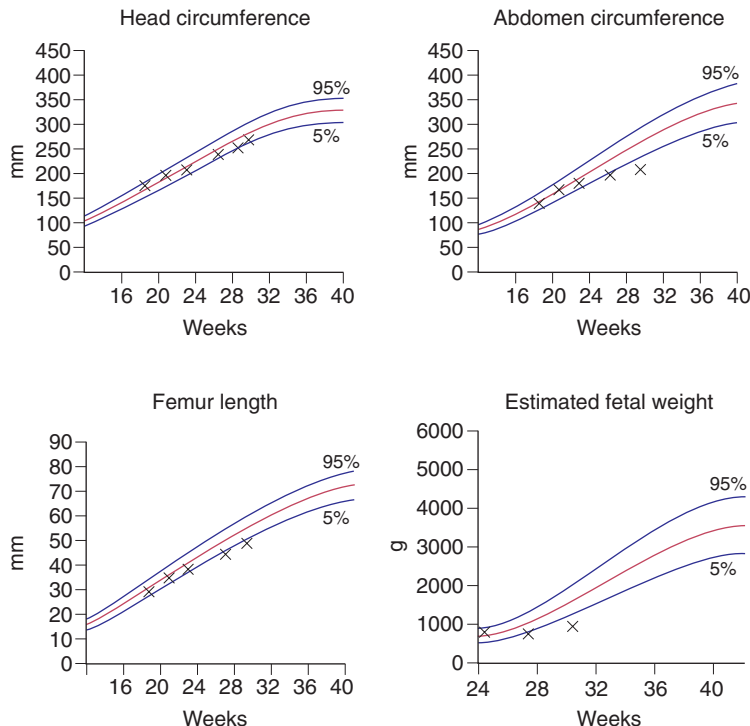 Head circumference
450
400
350
300
250
200
150
100
50
0
mm
95%
5%
16 20 24 28 32 36 40
Weeks
Abdomen circumference
450
400
350
300
250
200
150
100
50
0
mm
95%
5%
16 20 24 28 32 36 40
Weeks
Femur length
90
80
70
60
50
40
30
20
10
0
mm
95%
5%
16 20 24 28 32 36 40
Weeks
Estimated fetal weight
6000
5000
4000
3000
2000
1000
0
g
95%
5%
24 28 32 36 40
Weeks